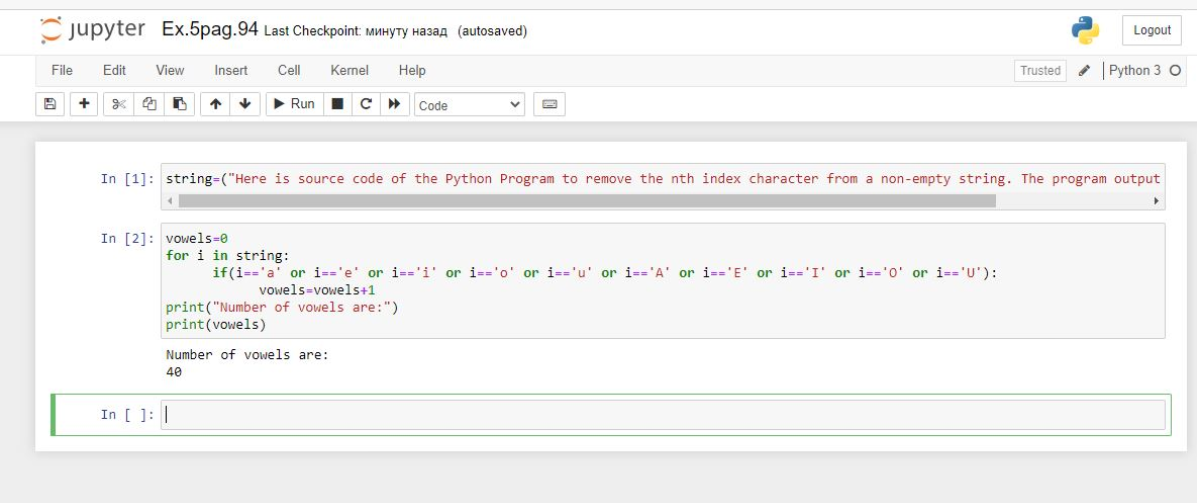 jupyter Ex.5pag.94 Last Checkpoint: минуту назад (autosaved)
Logout
File Edit View Insert Cell Kernel Help
Trusted Python 3
Run Code
In [1]: string=("Here is source code of the Python Program to remove the nth index character from a non-empty string. The program output
In [2]: vowels=0
for i in string:
if(i=='a' or i=='e' or i=='i' or i=='o' or i=='u' or i=='A' or i=='E' or i=='I' or i=='O' or i=='U'):
vowels=vowels+1
print("Number of vowels are:")
print(vowels)
Number of vowels are:
40
In [ ]: